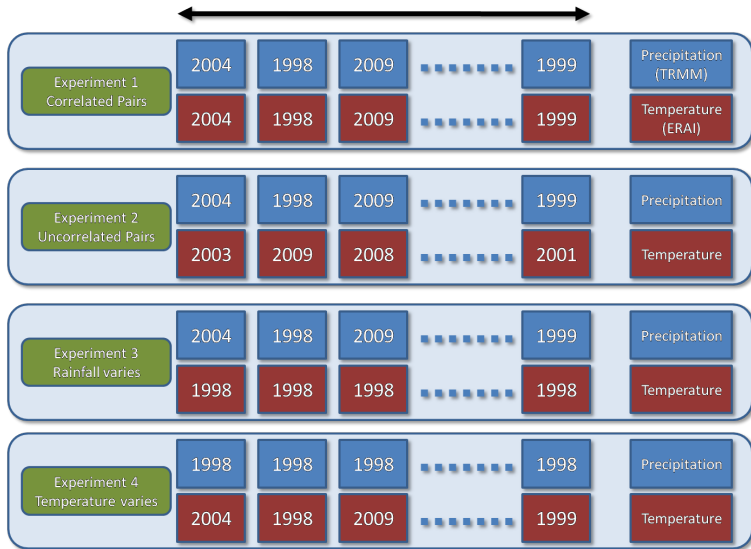 2004 1998 2009 1999 Precipitation
(TRMM)
Experiment 1
Correlated Pairs
2004 1998 2009 1999 Temperature
(ERAI)
2004 1998 2009 1999 Precipitation
Experiment 2
Uncorrelated Pairs
2003 2009 2008 2001 Temperature
2004 1998 2009 1999 Precipitation
Experiment 3
Rainfall varies
1998 1998 1998 1998 Temperature
1998 1998 1998 1998 Precipitation
Experiment 4
Temperature varies
2004 1998 2009 1999 Temperature